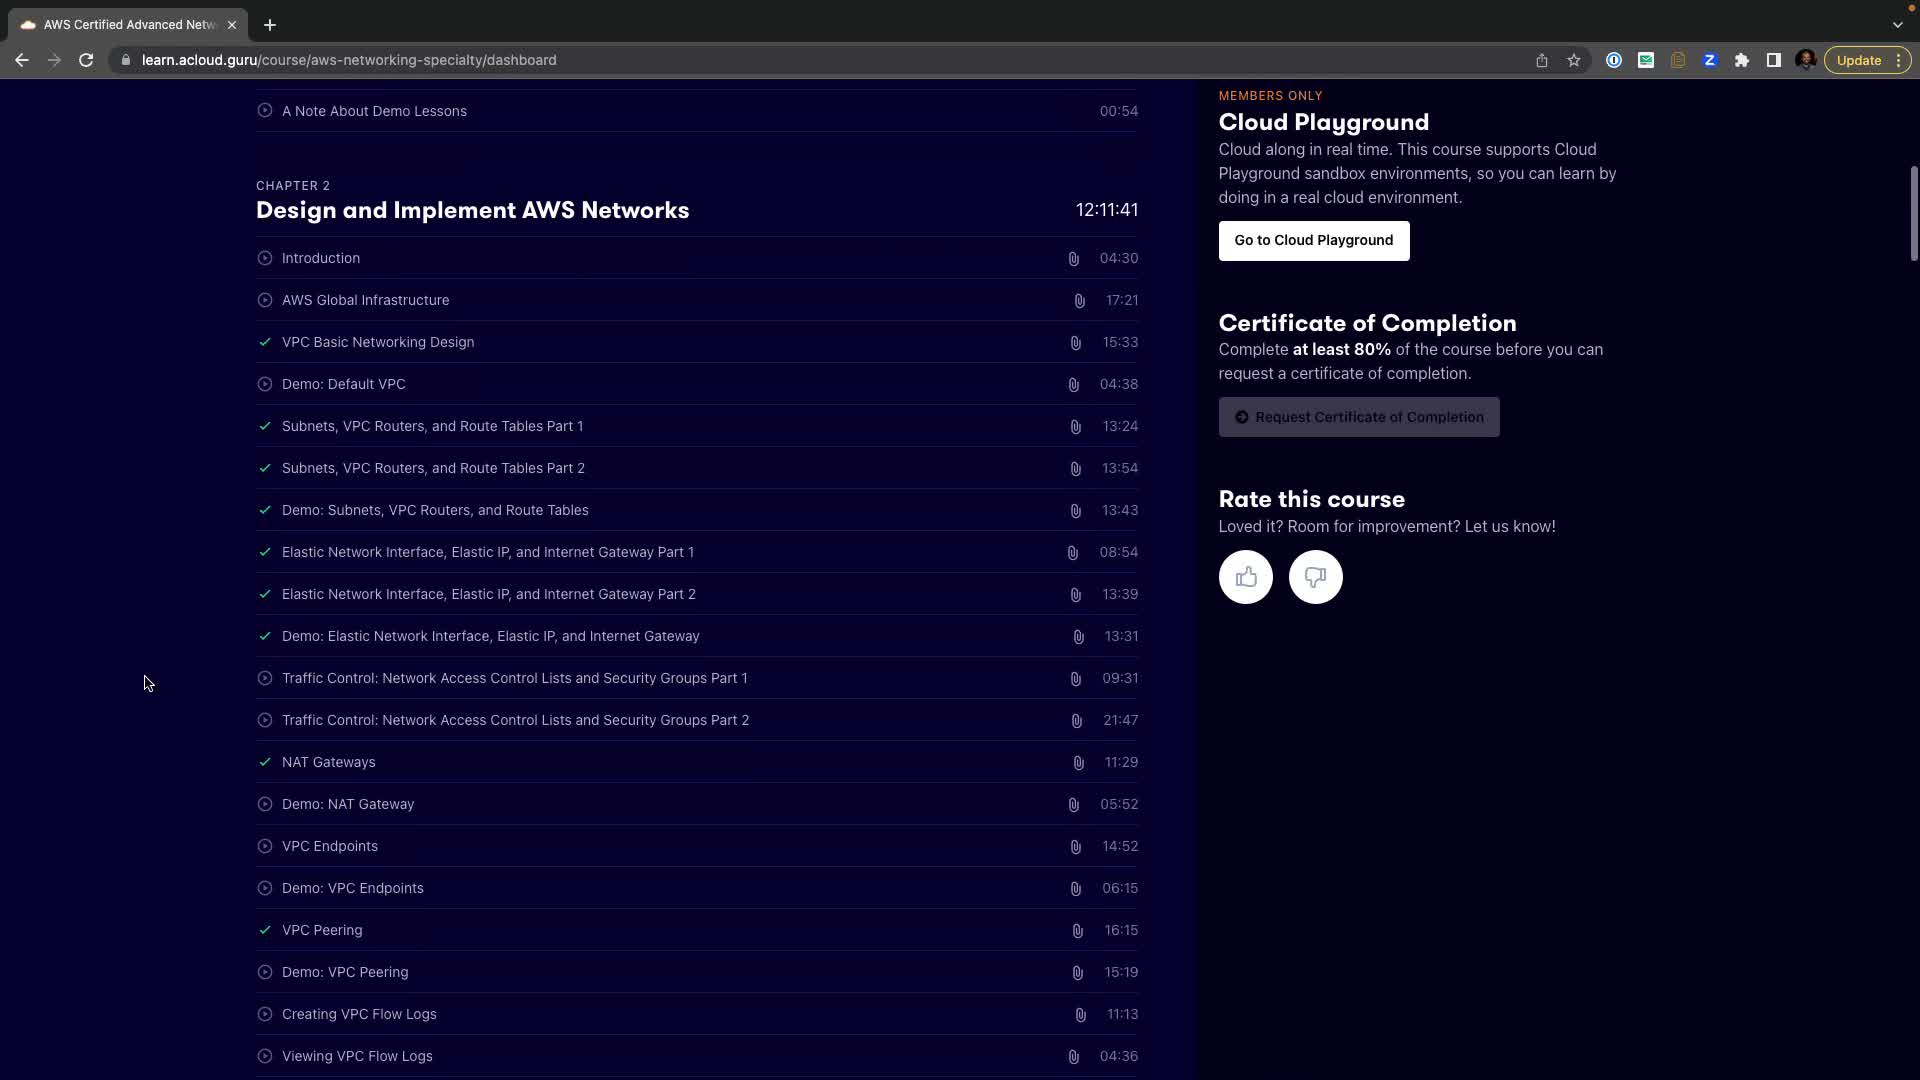 AWS Certified Advanced Netw
learn.acloud.guru/course/aws-networking-specialty/dashboard
Update
A Note About Demo Lessons 00:54
CHAPTER 2
Design and Implement AWS Networks 12:11:41
Introduction 04:30
AWS Global Infrastructure 17:21
VPC Basic Networking Design 15:33
Demo: Default VPC 04:38
Subnets, VPC Routers, and Route Tables Part 1 13:24
Subnets, VPC Routers, and Route Tables Part 2 13:54
Demo: Subnets, VPC Routers, and Route Tables 13:43
Elastic Network Interface, Elastic IP, and Internet Gateway Part 1 08:54
Elastic Network Interface, Elastic IP, and Internet Gateway Part 2 13:39
Demo: Elastic Network Interface, Elastic IP, and Internet Gateway 13:31
Traffic Control: Network Access Control Lists and Security Groups Part 1 09:31
Traffic Control: Network Access Control Lists and Security Groups Part 2 21:47
NAT Gateways 11:29
Demo: NAT Gateway 05:52
VPC Endpoints 14:52
Demo: VPC Endpoints 06:15
VPC Peering 16:15
Demo: VPC Peering 15:19
Creating VPC Flow Logs 11:13
Viewing VPC Flow Logs 04:36
MEMBERS ONLY
Cloud Playground
Cloud along in real time. This course supports Cloud
Playground sandbox environments, so you can learn by
doing in a real cloud environment.
Go to Cloud Playground
Certificate of Completion
Complete at least 80% of the course before you can
request a certificate of completion.
Request Certificate of Completion
Rate this course
Loved it? Room for improvement? Let us know!